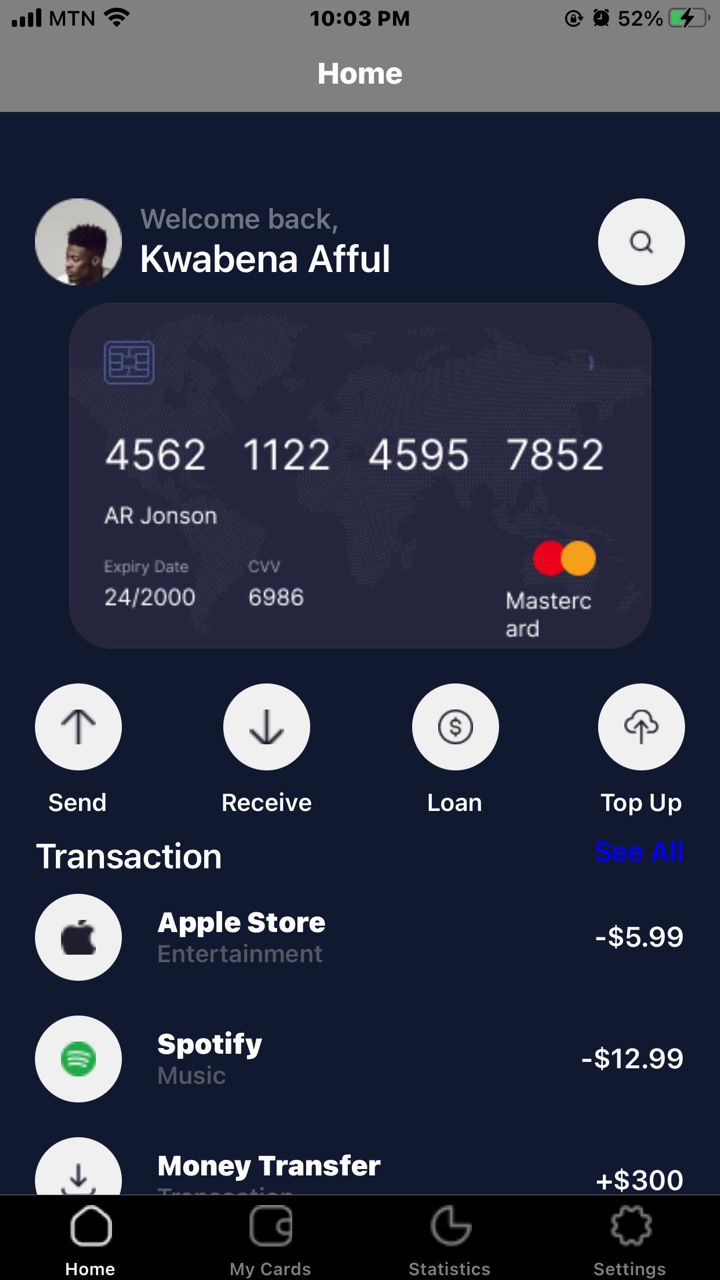 MTN 10:03 PM 52%
Home
Welcome back,
Kwabena Afful
4562 1122 4595 7852
AR Jonson
Expiry Date CVV
24/2000 6986
Masterc
ard
Send Receive Loan Top Up
Transaction See All
Apple Store
Entertainment
-$5.99
Spotify
Music
-$12.99
Money Transfer
Transaction
+$300
Home My Cards Statistics Settings